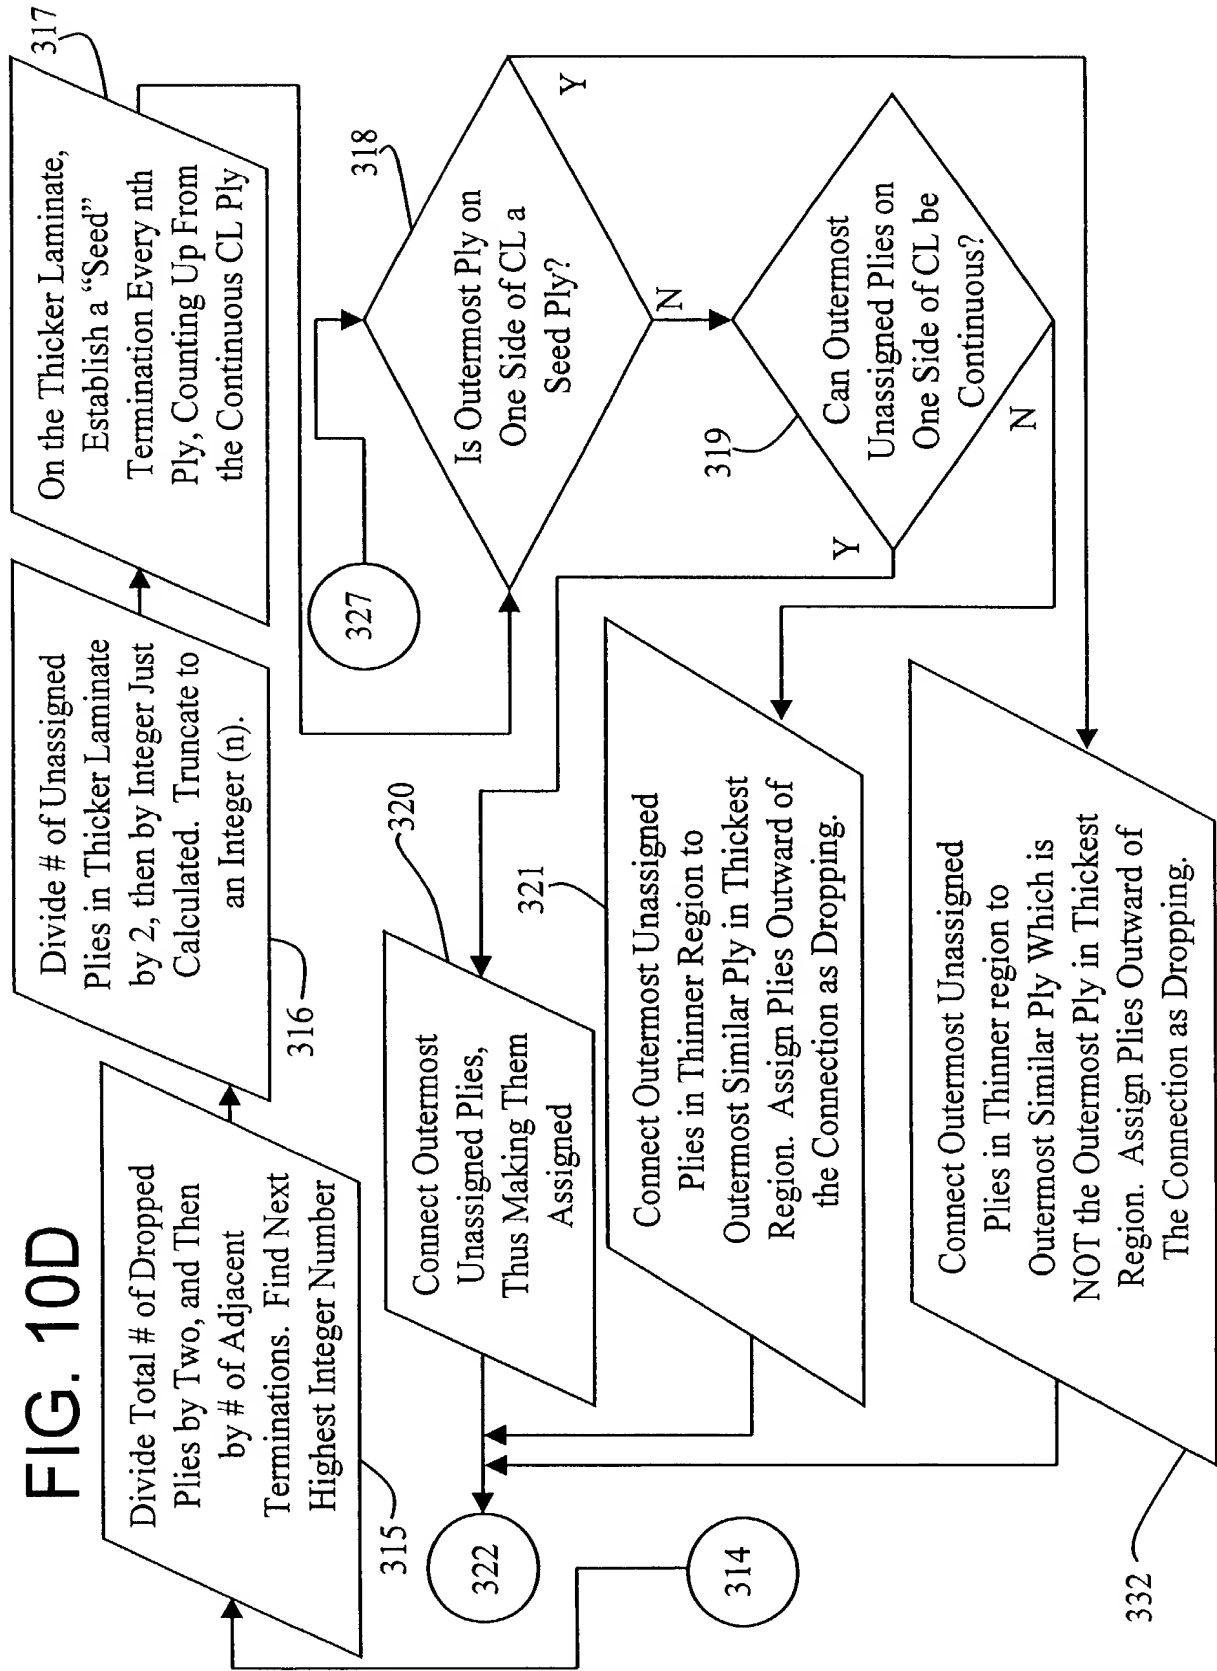 FIG. 10D
Divide Total # of Dropped
Plies by Two, and Then
by # of Adjacent
Terminations. Find Next
Highest Integer Number
315
Divide # of Unassigned
Plies in Thicker Laminate
by 2, then by Integer Just
Calculated. Truncate to
an Integer (n).
316
On the Thicker Laminate,
Establish a “Seed”
Termination Every nth
Ply, Counting Up From
the Continuous CL Ply
317
327
Is Outermost Ply on
One Side of CL a
Seed Ply?
318
Y
N
Can Outermost
Unassigned Plies on
One Side of CL be
Continuous?
319
Y
N
Connect Outermost
Unassigned Plies,
Thus Making Them
Assigned
320
Connect Outermost Unassigned
Plies in Thinner Region to
Outermost Similar Ply in Thickest
Region. Assign Plies Outward of
the Connection as Dropping.
321
Connect Outermost Unassigned
Plies in Thinner region to
Outermost Similar Ply Which is
NOT the Outermost Ply in Thickest
Region. Assign Plies Outward of
The Connection as Dropping.
332
322
314